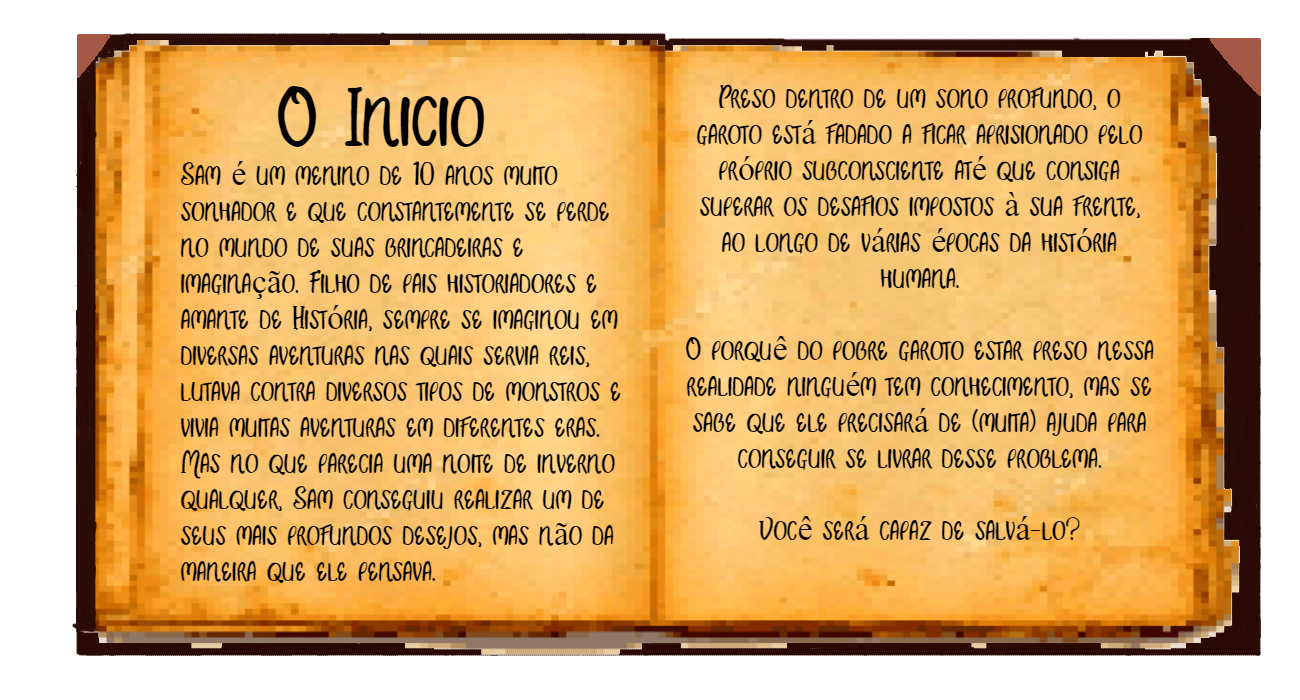 O Inicio
Sam é um menino de 10 anos muito
sonhador e que constantemente se perde
no mundo de suas brincadeiras e
imaginação. Filho de pais historiadores e
amante de História, sempre se imaginou em
diversas aventuras nas quais servia reis,
lutava contra diversos tipos de monstros e
vivia muitas aventuras em diferentes eras.
Mas no que parecia uma noite de inverno
qualquer, Sam conseguiu realizar um de
seus mais profundos desejos, mas não da
maneira que ele pensava.
Preso dentro de um sono profundo, o
garoto está fadado a ficar aprisionado pelo
próprio subconsciente até que consiga
superar os desafios impostos à sua frente,
ao longo de várias épocas da história
humana.
O porquê do pobre garoto estar preso nessa
realidade ninguém tem conhecimento, mas se
sabe que ele precisará de (muita) ajuda para
conseguir se livrar desse problema.
Você será capaz de salvá-lo?